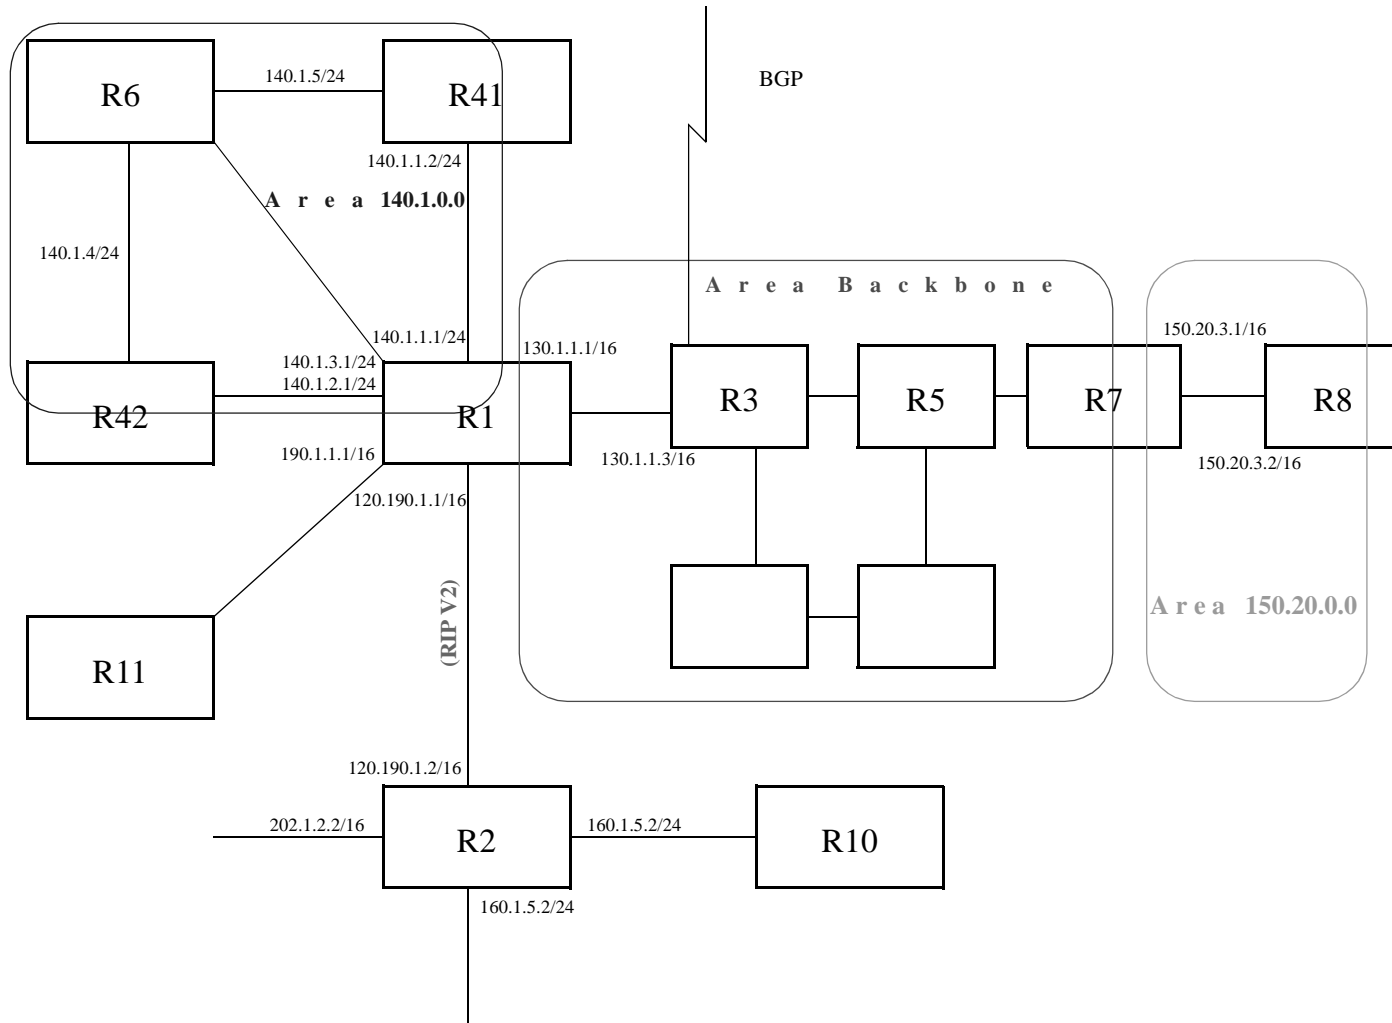 BGP
140.1.5/24
R6
R41
140.1.1.2/24
A r e a 140.1.0.0
140.1.4/24
A r e a B a c k b o n e
140.1.1.1/24
130.1.1.1/16
150.20.3.1/16
140.1.3.1/24
140.1.2.1/24
R42
R1
R3
R5
R7
R8
190.1.1.1/16
130.1.1.3/16
150.20.3.2/16
120.190.1.1/16
(RIP V2)
A r e a 150.20.0.0
R11
120.190.1.2/16
202.1.2.2/16
160.1.5.2/24
R2
R10
160.1.5.2/24